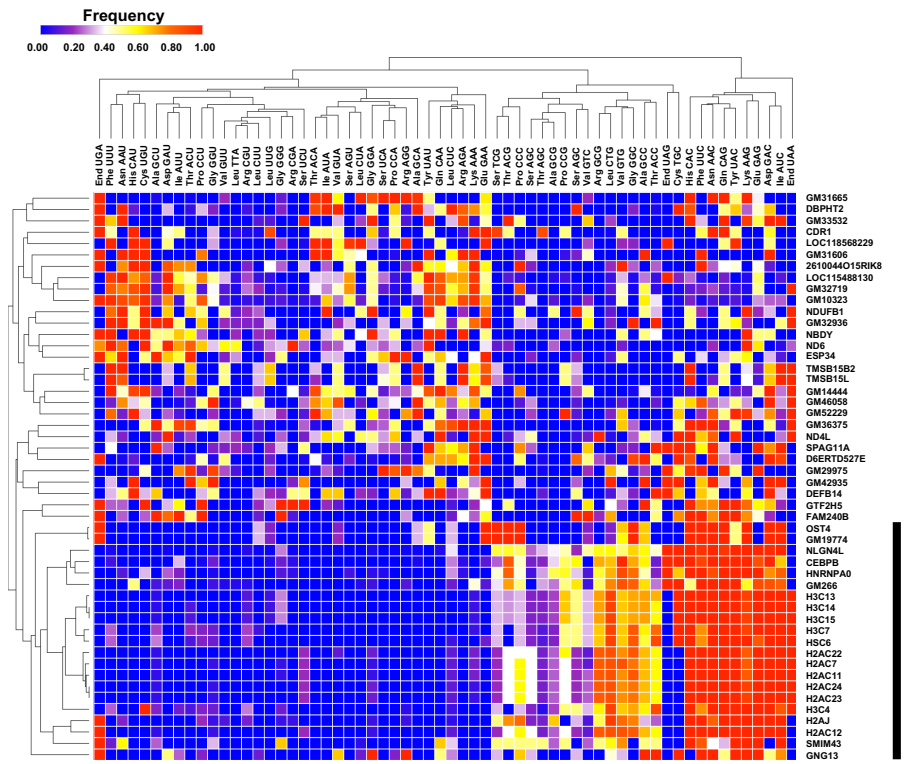 Frequency
0.00 0.20 0.40 0.60 0.80 1.00
End UGA
Phe UUU
Asn AAU
His CAU
Cys UGU
Ala GCU
Asp GAU
Ile AUU
Thr ACU
Pro CCU
Gly GGU
Val GUU
Leu TTA
Arg CGU
Leu CUU
Leu UUG
Gly GGG
Arg CGA
Ser UCU
Thr ACA
Ile AUA
Val GUA
Ser AGU
Leu CUA
Gly GGA
Ser UCA
Pro CCA
Arg AGG
Ala GCA
Tyr UAU
Gln CAA
Leu CUC
Arg AGA
Lys AAA
Glu GAA
Ser TCG
Thr ACG
Pro CCC
Ser AGC
Ala GCG
Pro CCG
Ser AGC
Val GTC
Arg GCG
Leu CTG
Val GTG
Gly GGC
Ala GCC
Thr ACC
End UAG
Cys TGC
His CAC
Phe UUC
Asn AAC
Gln CAG
Tyr UAC
Lys AAG
Glu GAG
Asp GAC
Ile AUC
End UAA
GM31665
DBPHT2
GM33532
CDR1
LOC118568229
GM31606
2610044O15RIK8
LOC115488130
GM32719
GM10323
NDUFB1
GM32936
NBDY
ND6
ESP34
TMSB15B2
TMSB15L
GM14444
GM46058
GM52229
GM36375
ND4L
SPAG11A
D6ERTD527E
GM29975
GM42935
DEFB14
GTF2H5
FAM240B
OST4
GM19774
NLGN4L
CEBPB
HNRNPA0
GM266
H3C13
H3C14
H3C15
H3C7
HSC6
H2AC22
H2AC7
H2AC11
H2AC24
H2AC23
H3C4
H2AJ
H2AC12
SMIM43
GNG13